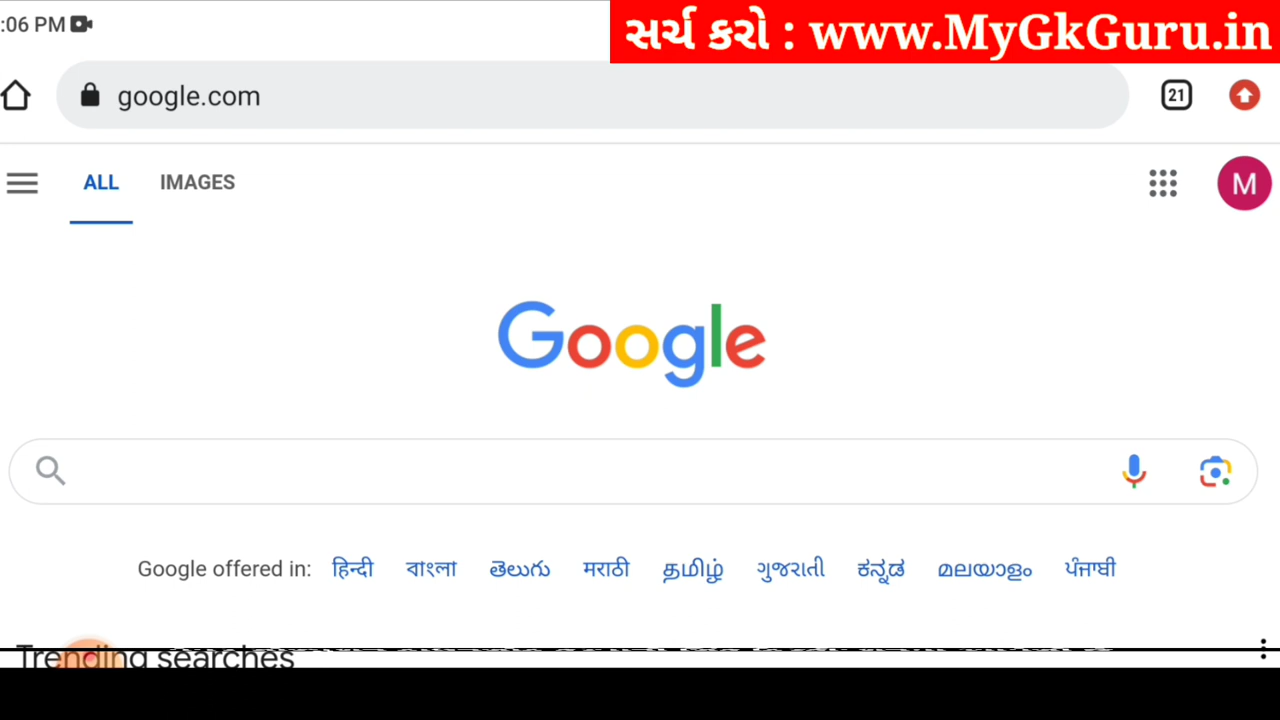 :06 PM
સર્ચ કરો : www.MyGkGuru.in
google.com
21
ALL IMAGES
M
Google
Google offered in: हिन्दी বাংলা తెలుగు मराठी தமிழ் ગુજરાતી ಕನ್ನಡ മലയാളം ਪੰਜਾਬੀ
Trending searches